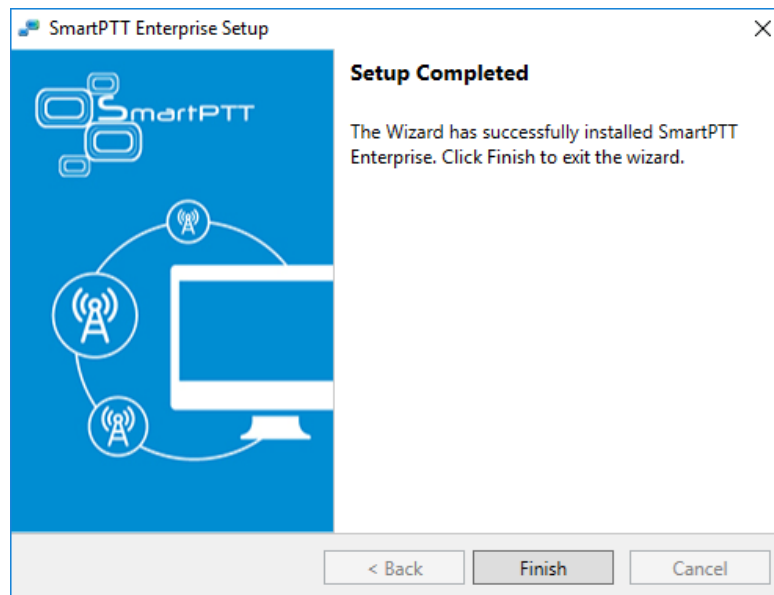 SmartPTT Enterprise Setup
SmartPTT
Setup Completed
The Wizard has successfully installed SmartPTT
Enterprise. Click Finish to exit the wizard.
< Back
Finish
Cancel